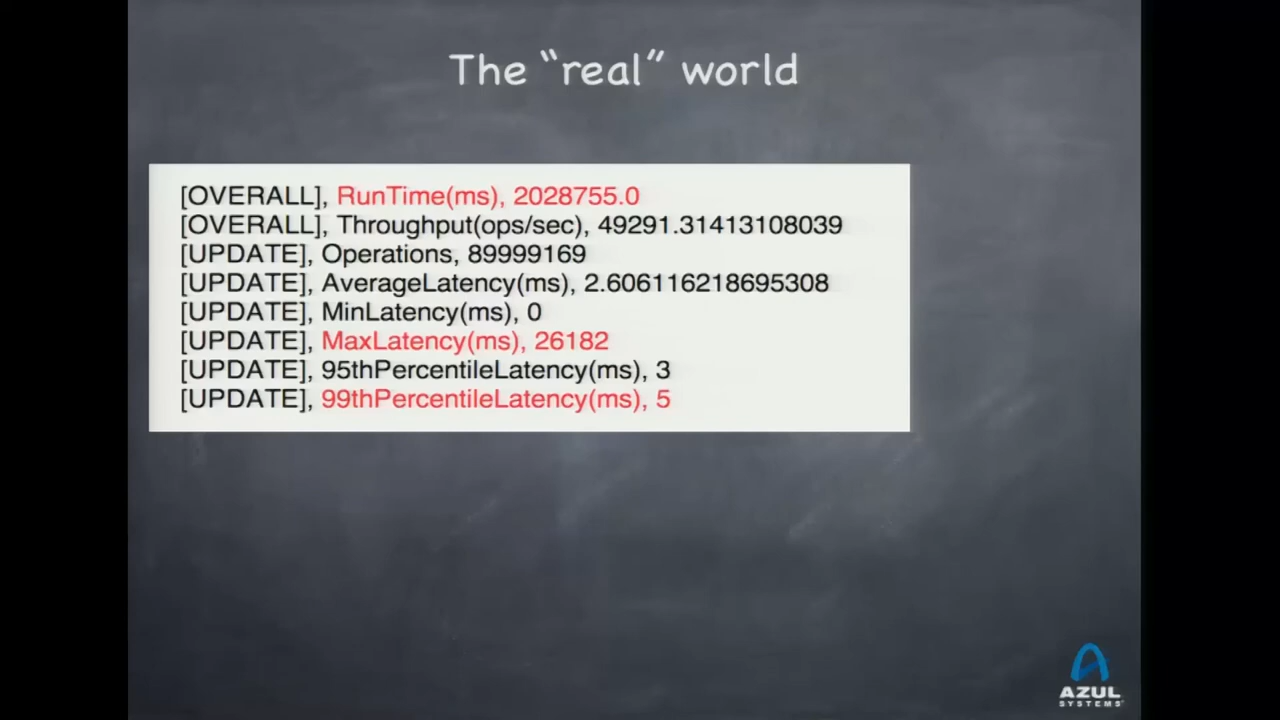 The “real” world
[OVERALL], RunTime(ms), 2028755.0
[OVERALL], Throughput(ops/sec), 49291.31413108039
[UPDATE], Operations, 89999169
[UPDATE], AverageLatency(ms), 2.606116218695308
[UPDATE], MinLatency(ms), 0
[UPDATE], MaxLatency(ms), 26182
[UPDATE], 95thPercentileLatency(ms), 3
[UPDATE], 99thPercentileLatency(ms), 5
AZUL
SYSTEMS